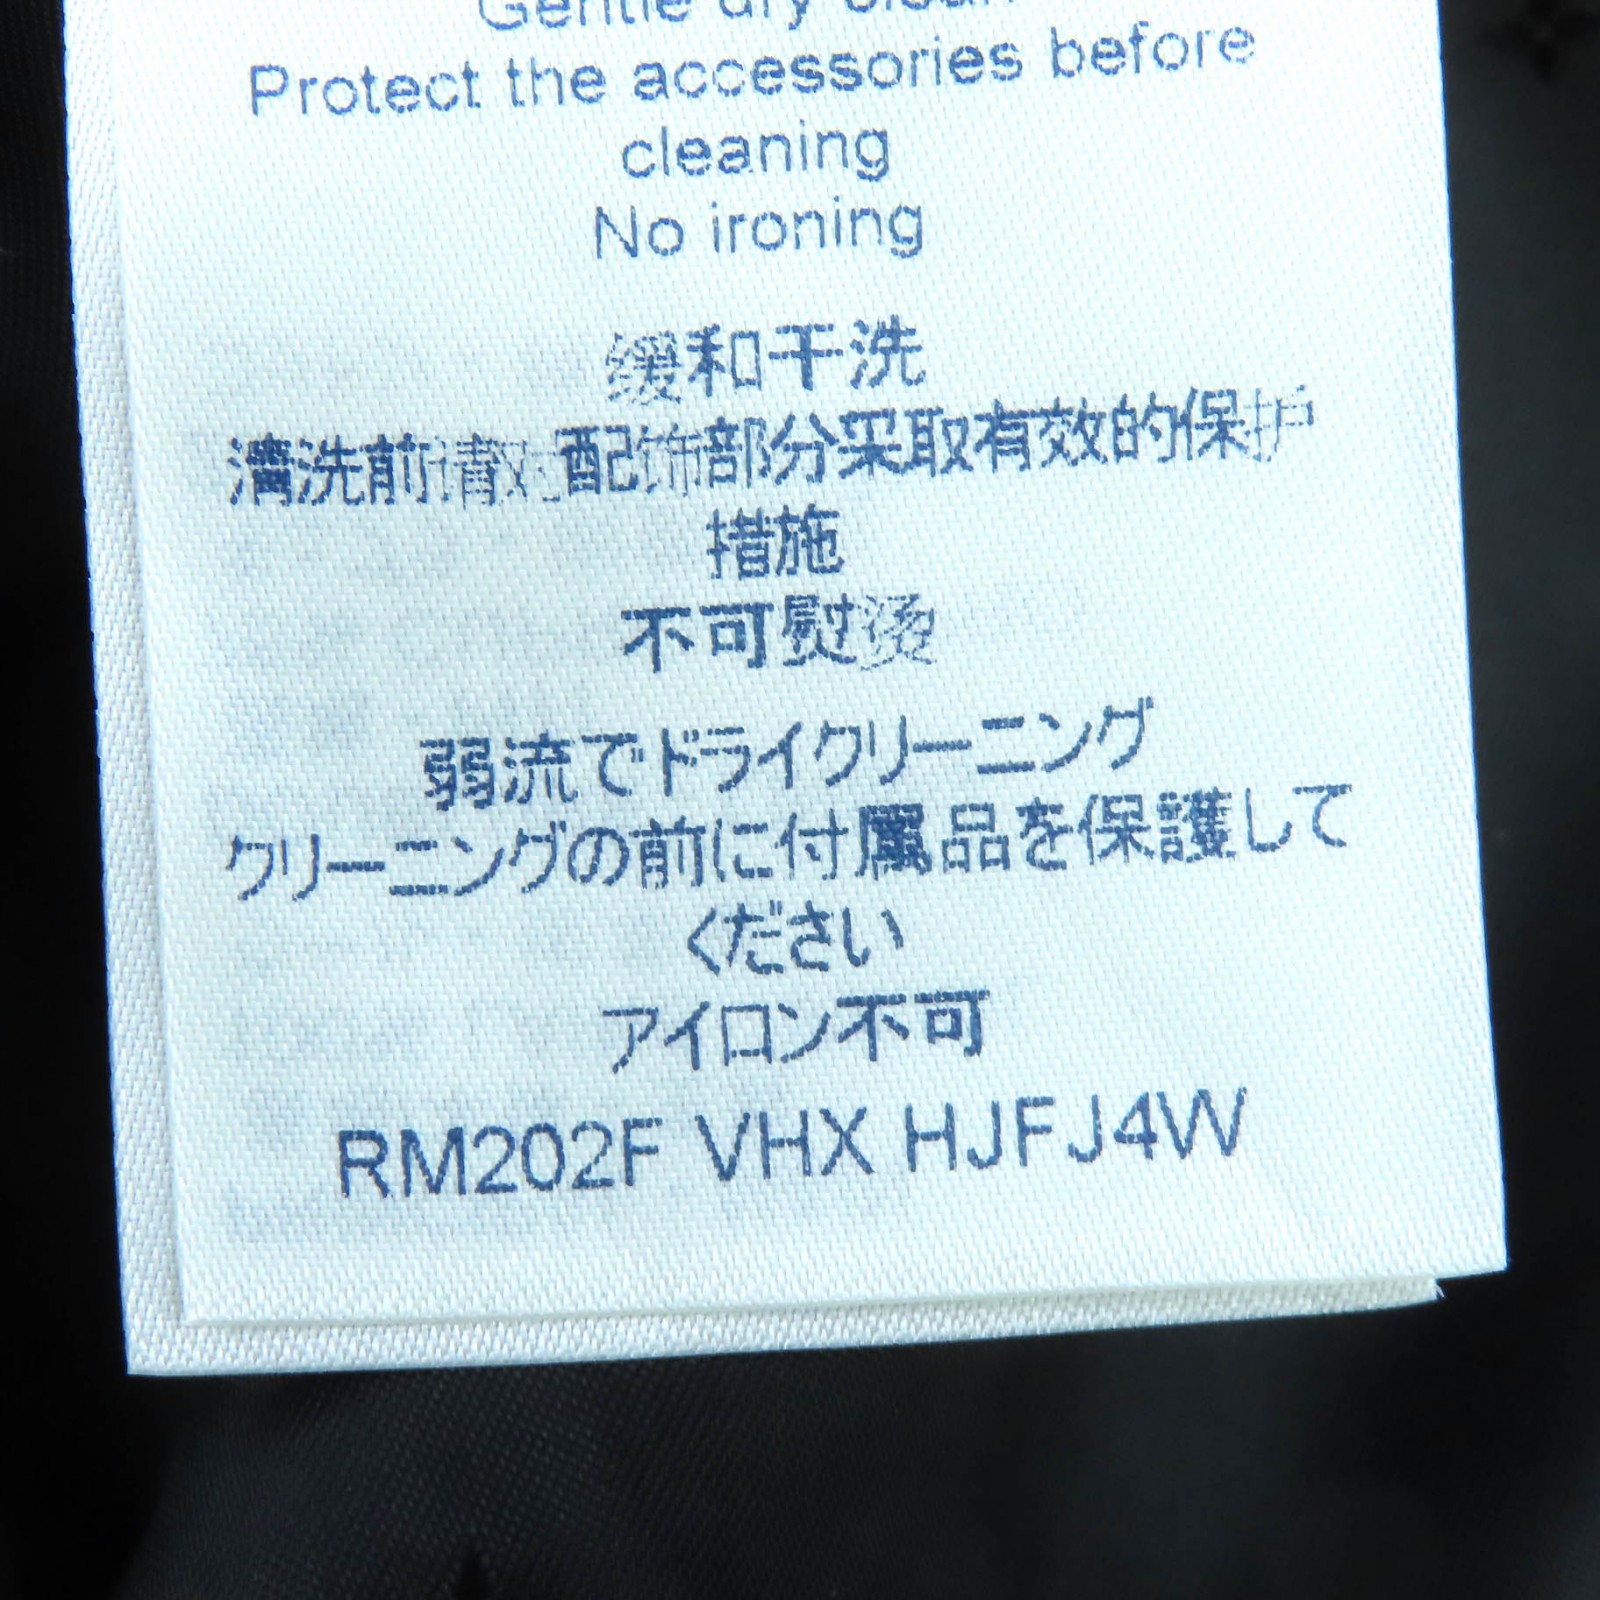 Gentle dry clean
Protect the accessories before
cleaning
No ironing
缓和干洗
清洗前请对配饰部分采取有效的保护
措施
不可熨烫
弱流でドライクリーニング
クリーニングの前に付属品を保護して
ください
アイロン不可
RM202F VHX HJFJ4W